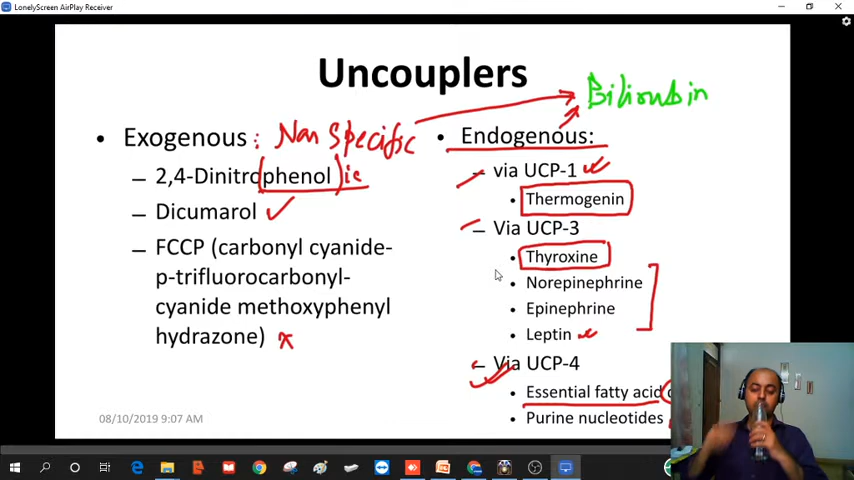 LonelyScreen AirPlay Receiver
Uncouplers
Bilirubin
• Exogenous : Non Specific
– 2,4-Dinitrophenol) ic
– Dicumarol ✓
– FCCP (carbonyl cyanide-
p-trifluorocarbonyl-
cyanide methoxyphenyl
hydrazone) x
• Endogenous:
– via UCP-1
• Thermogenin
– Via UCP-3
• Thyroxine
• Norepinephrine
• Epinephrine
• Leptin
– Via UCP-4
• Essential fatty acid
• Purine nucleotides
08/10/2019 9:07 AM